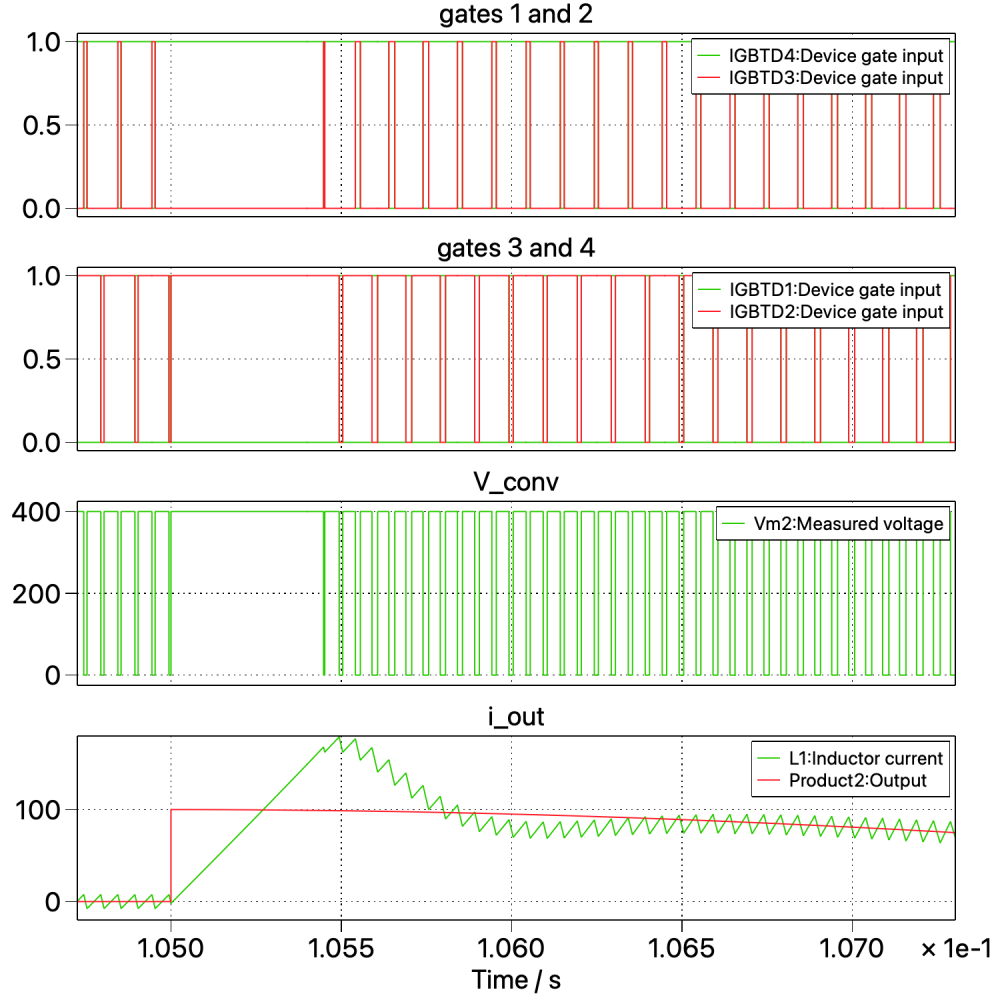 gates 1 and 2
1.0
0.5
0.0
IGBTD4:Device gate input
IGBTD3:Device gate input
gates 3 and 4
1.0
0.5
0.0
IGBTD1:Device gate input
IGBTD2:Device gate input
V_conv
400
200
0
Vm2:Measured voltage
i_out
100
0
L1:Inductor current
Product2:Output
1.050 1.055 1.060 1.065 1.070 × 1e-1
Time / s